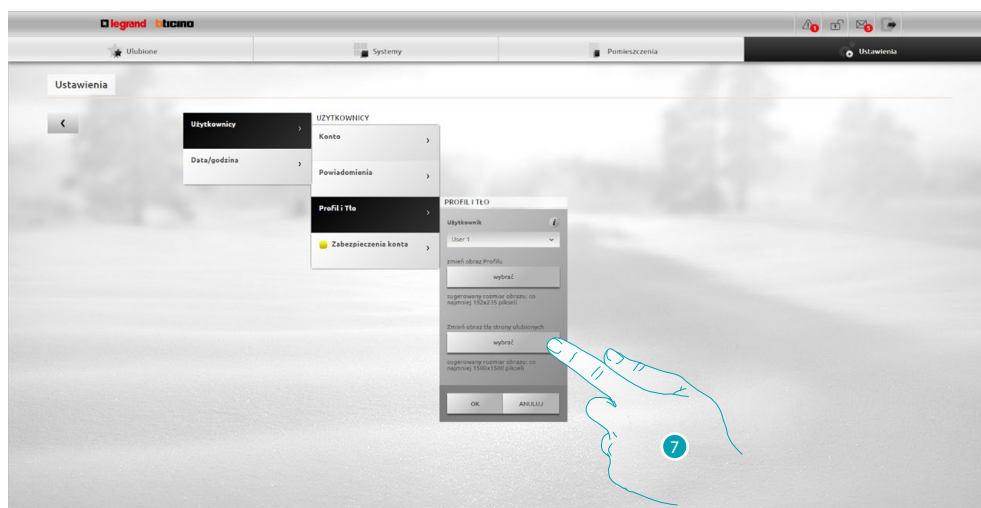 legrand bticino
1
6
Ulubione
Systemy
Pomieszczenia
Ustawienia
Ustawienia
Użytkownicy
Data/godzina
UŻYTKOWNICY
Konto
Powiadomienia
Profil i Tło
Zabezpieczenia konta
PROFIL I TŁO
Użytkownik
i
User 1
zmień obraz Profilu
wybrać
sugerowany rozmiar obrazu: co
najmniej 192x235 pikseli
Zmień obraz tła strony ulubionych
wybrać
sugerowany rozmiar obrazu: co
najmniej 1500x1500 pikseli
OK
ANULUJ
7